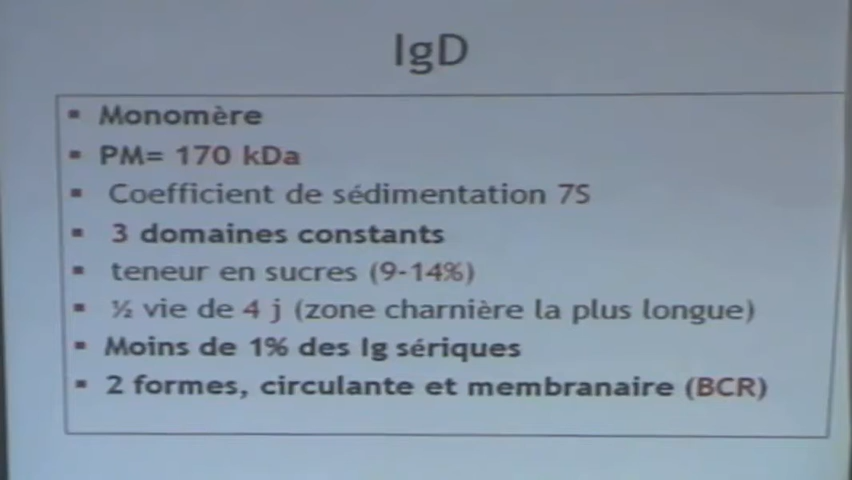 IgD
▪ Monomère
▪ PM= 170 kDa
▪ Coefficient de sédimentation 7S
▪ 3 domaines constants
▪ teneur en sucres (9-14%)
▪ ½ vie de 4 j (zone charnière la plus longue)
▪ Moins de 1% des Ig sériques
▪ 2 formes, circulante et membranaire (BCR)